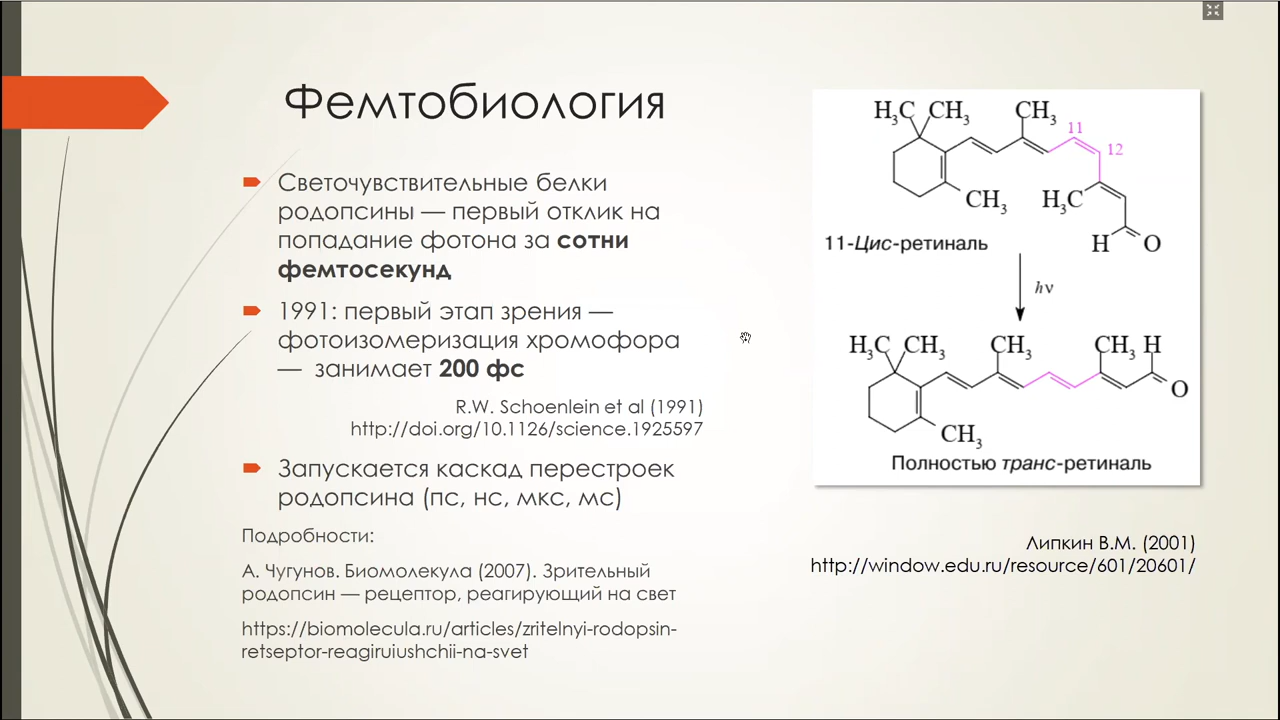 Фемтобиология
Светочувствительные белки
родопсины — первый отклик на
попадание фотона за сотни
фемтосекунд
1991: первый этап зрения —
фотоизомеризация хромофора
— занимает 200 фс
R.W. Schoenlein et al (1991)
http://doi.org/10.1126/science.1925597
Запускается каскад перестроек
родопсина (пс, нс, мкс, мс)
Подробности:
А. Чугунов. Биомолекула (2007). Зрительный
родопсин — рецептор, реагирующий на свет
https://biomolecula.ru/articles/zritelnyi-rodopsin-
retseptor-reagiruiushchii-na-svet
H₃C CH₃ CH₃
11
12
CH₃ H₃C
H O
11-Цис-ретиналь
hν
H₃C CH₃ CH₃ CH₃ H
O
CH₃
Полностью транс-ретиналь
Липкин В.М. (2001)
http://window.edu.ru/resource/601/20601/